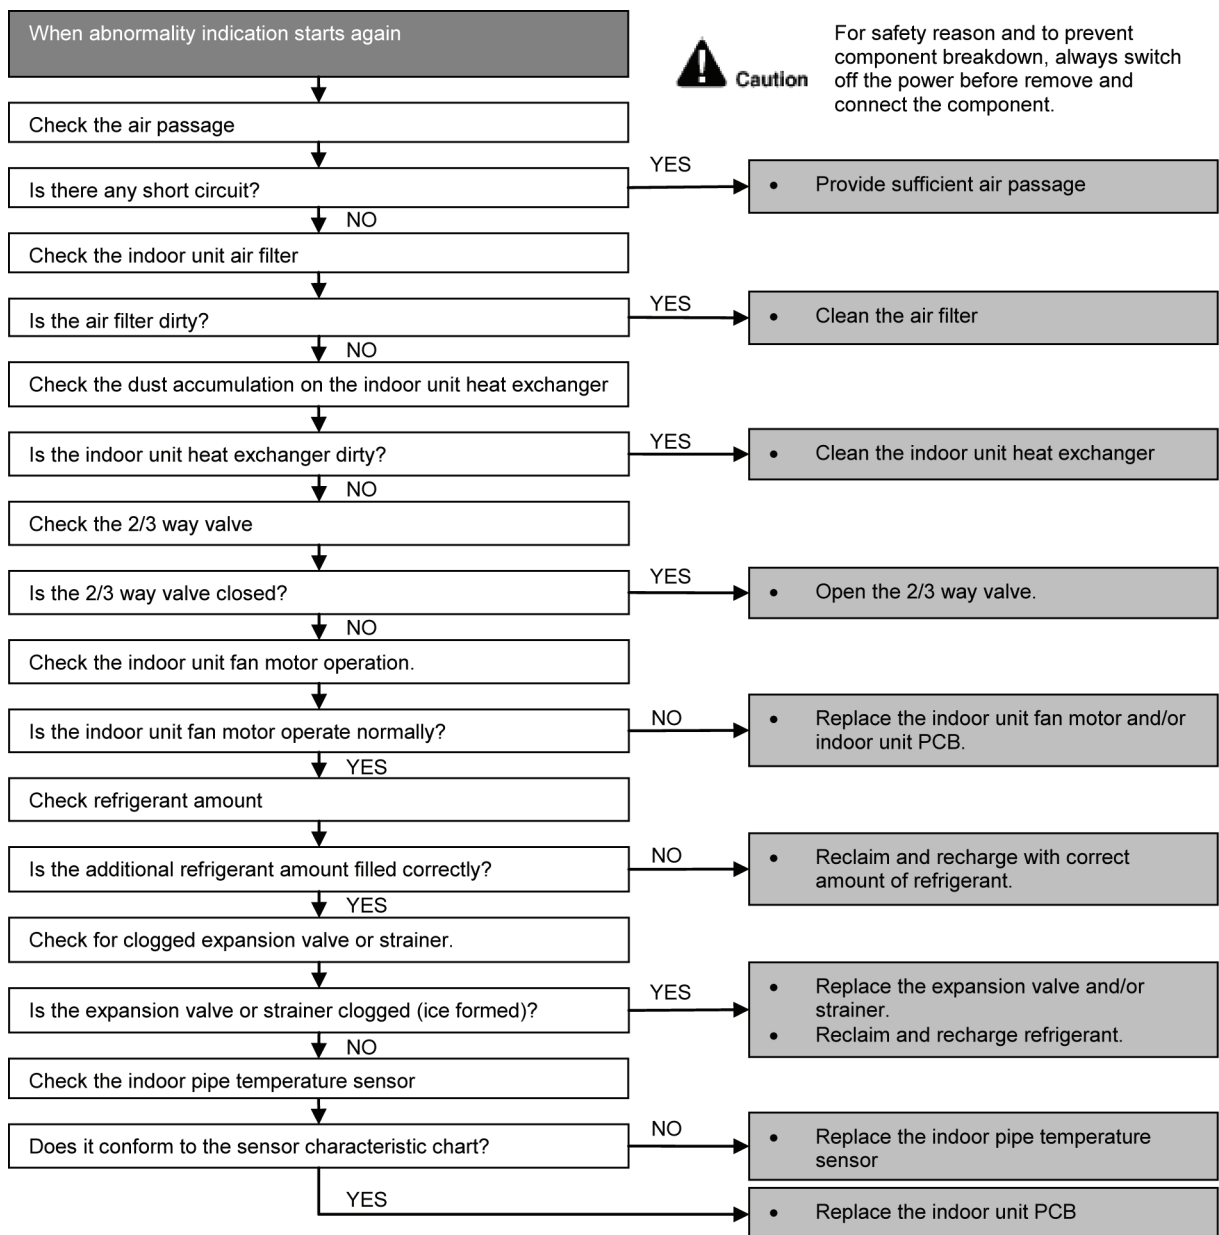 When abnormality indication starts again
For safety reason and to prevent
component breakdown, always switch
off the power before remove and
connect the component.
Caution
Check the air passage
Is there any short circuit?
YES
• Provide sufficient air passage
NO
Check the indoor unit air filter
Is the air filter dirty?
YES
• Clean the air filter
NO
Check the dust accumulation on the indoor unit heat exchanger
Is the indoor unit heat exchanger dirty?
YES
• Clean the indoor unit heat exchanger
NO
Check the 2/3 way valve
Is the 2/3 way valve closed?
YES
• Open the 2/3 way valve.
NO
Check the indoor unit fan motor operation.
Is the indoor unit fan motor operate normally?
NO
• Replace the indoor unit fan motor and/or
indoor unit PCB.
YES
Check refrigerant amount
Is the additional refrigerant amount filled correctly?
NO
• Reclaim and recharge with correct
amount of refrigerant.
YES
Check for clogged expansion valve or strainer.
Is the expansion valve or strainer clogged (ice formed)?
YES
• Replace the expansion valve and/or
strainer.
• Reclaim and recharge refrigerant.
NO
Check the indoor pipe temperature sensor
Does it conform to the sensor characteristic chart?
NO
• Replace the indoor pipe temperature
sensor
YES
• Replace the indoor unit PCB